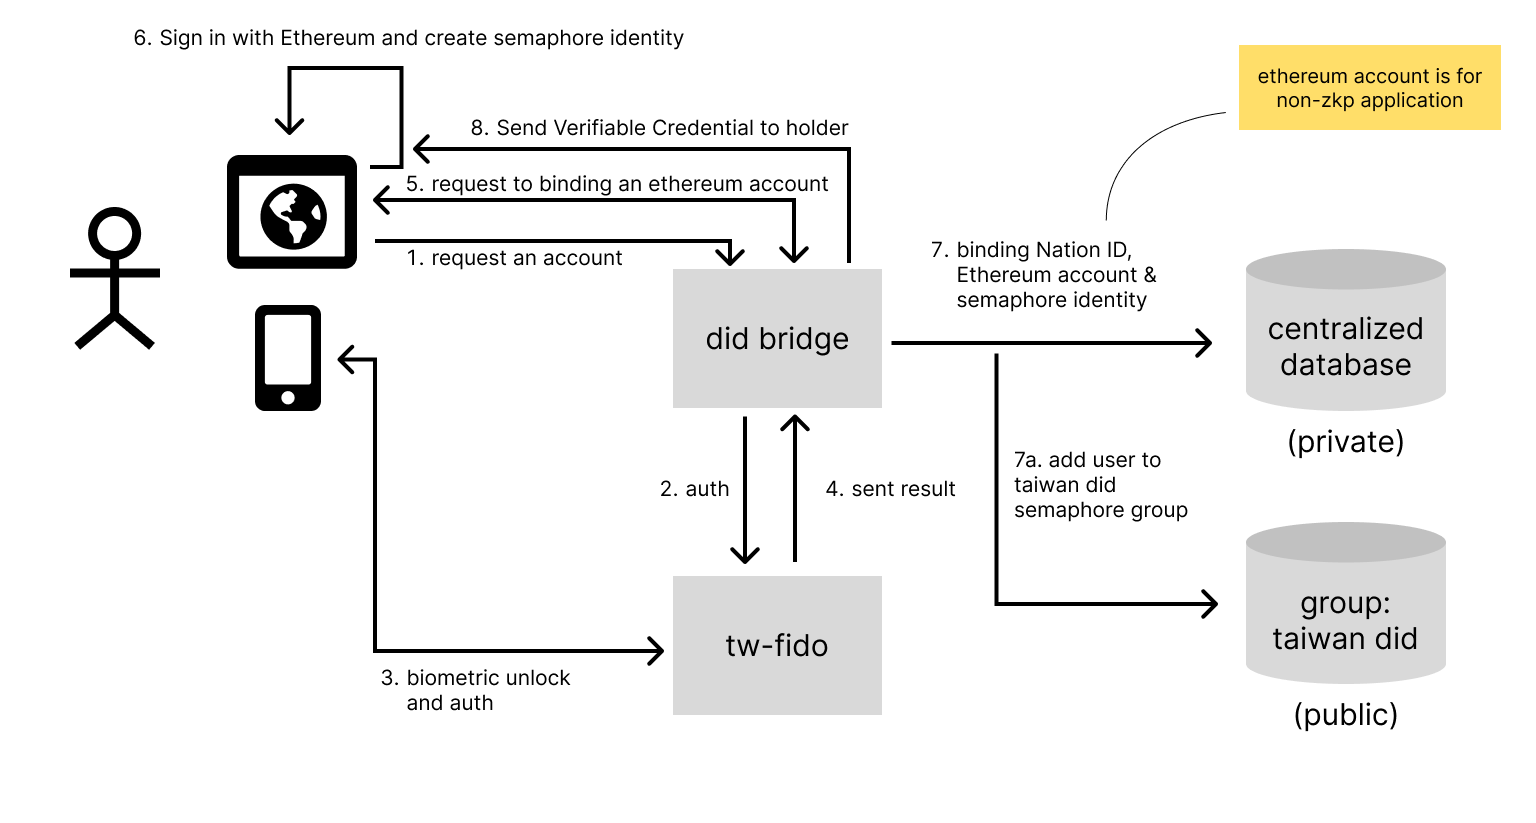 6. Sign in with Ethereum and create semaphore identity
ethereum account is for
non-zkp application
8. Send Verifiable Credential to holder
5. request to binding an ethereum account
1. request an account
7. binding Nation ID,
Ethereum account &
semaphore identity
did bridge
centralized
database
(private)
7a. add user to
taiwan did
semaphore group
2. auth
4. sent result
group:
taiwan did
(public)
tw-fido
3. biometric unlock
and auth